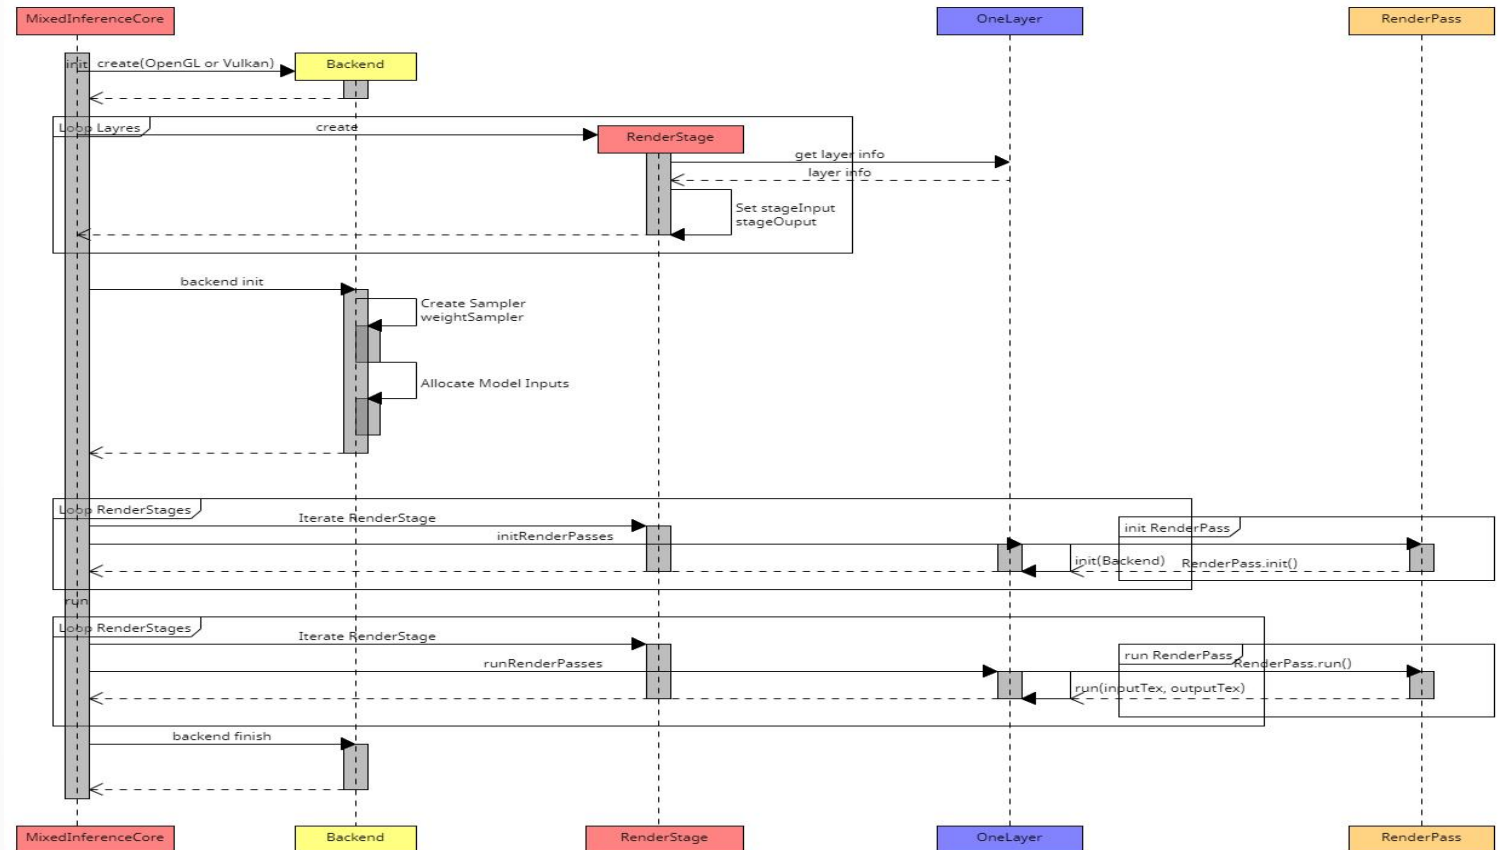 MixedInferenceCore
OneLayer
RenderPass
init
create(OpenGL or Vulkan)
Backend
Loop Layres
create
RenderStage
get layer info
layer info
Set stageInput
stageOuput
backend init
Create Sampler
weightSampler
Allocate Model Inputs
Loop RenderStages
Iterate RenderStage
initRenderPasses
init RenderPass
init(Backend)
RenderPass.init()
run
Loop RenderStages
Iterate RenderStage
runRenderPasses
run RenderPass
RenderPass.run()
run(inputTex, outputTex)
backend finish
MixedInferenceCore
Backend
RenderStage
OneLayer
RenderPass